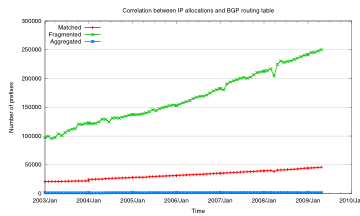 Correlation between IP allocations and BGP routing table
Number of prefixes
300000
250000
200000
150000
100000
50000
0
Matched
Fragmented
Aggregated
2003/Jan 2004/Jan 2005/Jan 2006/Jan 2007/Jan 2008/Jan 2009/Jan 2010/Ja
Time